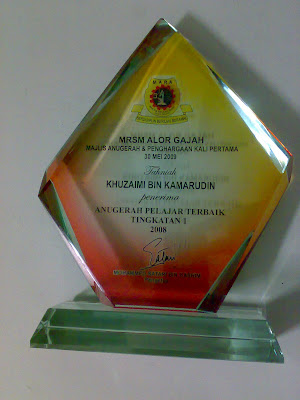 MARA
MRSM ALOR GAJAH
MAJLIS ANUGERAH & PENGHARGAAN KALI PERTAMA
30 MEI 2009
Tahniah
KHUZAIMI BIN KAMARUDIN
penerima
ANUGERAH PELAJAR TERBAIK
TINGKATAN 1
2008